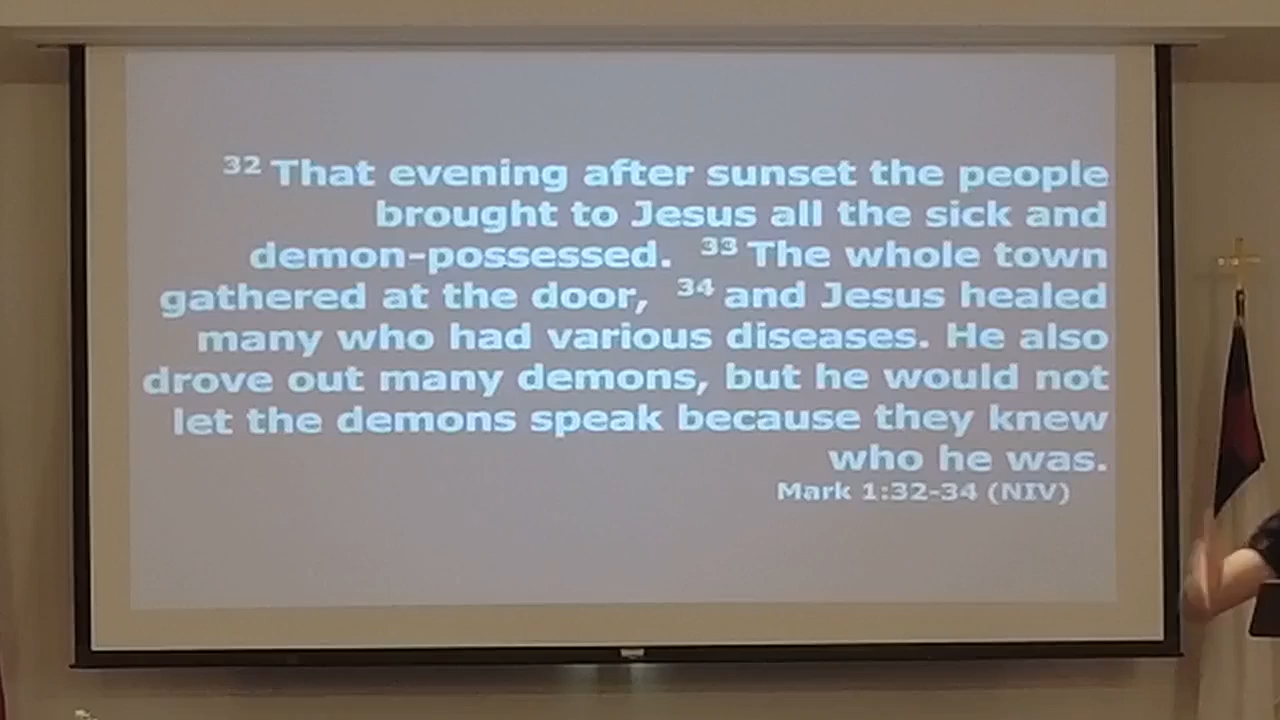 32 That evening after sunset the people
brought to Jesus all the sick and
demon-possessed. 33 The whole town
gathered at the door, 34 and Jesus healed
many who had various diseases. He also
drove out many demons, but he would not
let the demons speak because they knew
who he was.
Mark 1:32-34 (NIV)